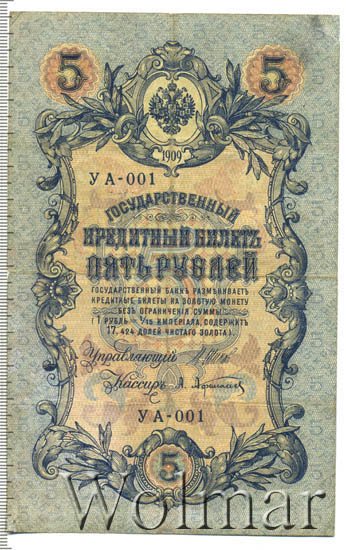 5 5
1909
УА-001
ГОСУДАРСТВЕННЫЙ
КРЕДИТНЫЙ БИЛЕТЪ
ПЯТЬ РУБЛЕЙ
ГОСУДАРСТВЕННЫЙ БАНКЪ РАЗМѢНИВАЕТЪ
КРЕДИТНЫЕ БИЛЕТЫ НА ЗОЛОТУЮ МОНЕТУ
БЕЗЪ ОГРАНИЧЕНІЯ СУММЫ
(1 РУБЛЬ = 1/15 ИМПЕРІАЛА, СОДЕРЖИТЪ
17,424 ДОЛЕЙ ЧИСТАГО ЗОЛОТА).
Управляющій
Кассиръ
УА-001
5
Wolmar